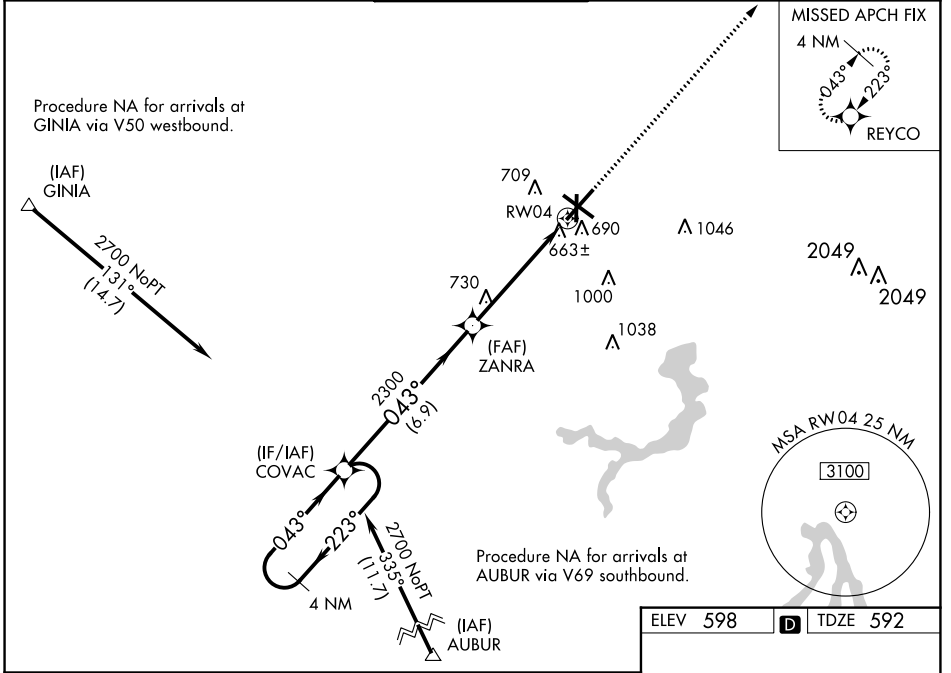 MISSED APCH FIX
4 NM
043°
223°
REYCO
Procedure NA for arrivals at
GINIA via V50 westbound.
(IAF)
GINIA
2700 NoPT
131°
(14.7)
709
RW04
690
663±
1046
2049
2049
730
1000
1038
(FAF)
ZANRA
2300
043°
(6.9)
(IF/IAF)
COVAC
043°
223°
4 NM
2700 NoPT
335°
(11.7)
(IAF)
AUBUR
Procedure NA for arrivals at
AUBUR via V69 southbound.
MSA RW04 25 NM
3100
ELEV 598 D TDZE 592